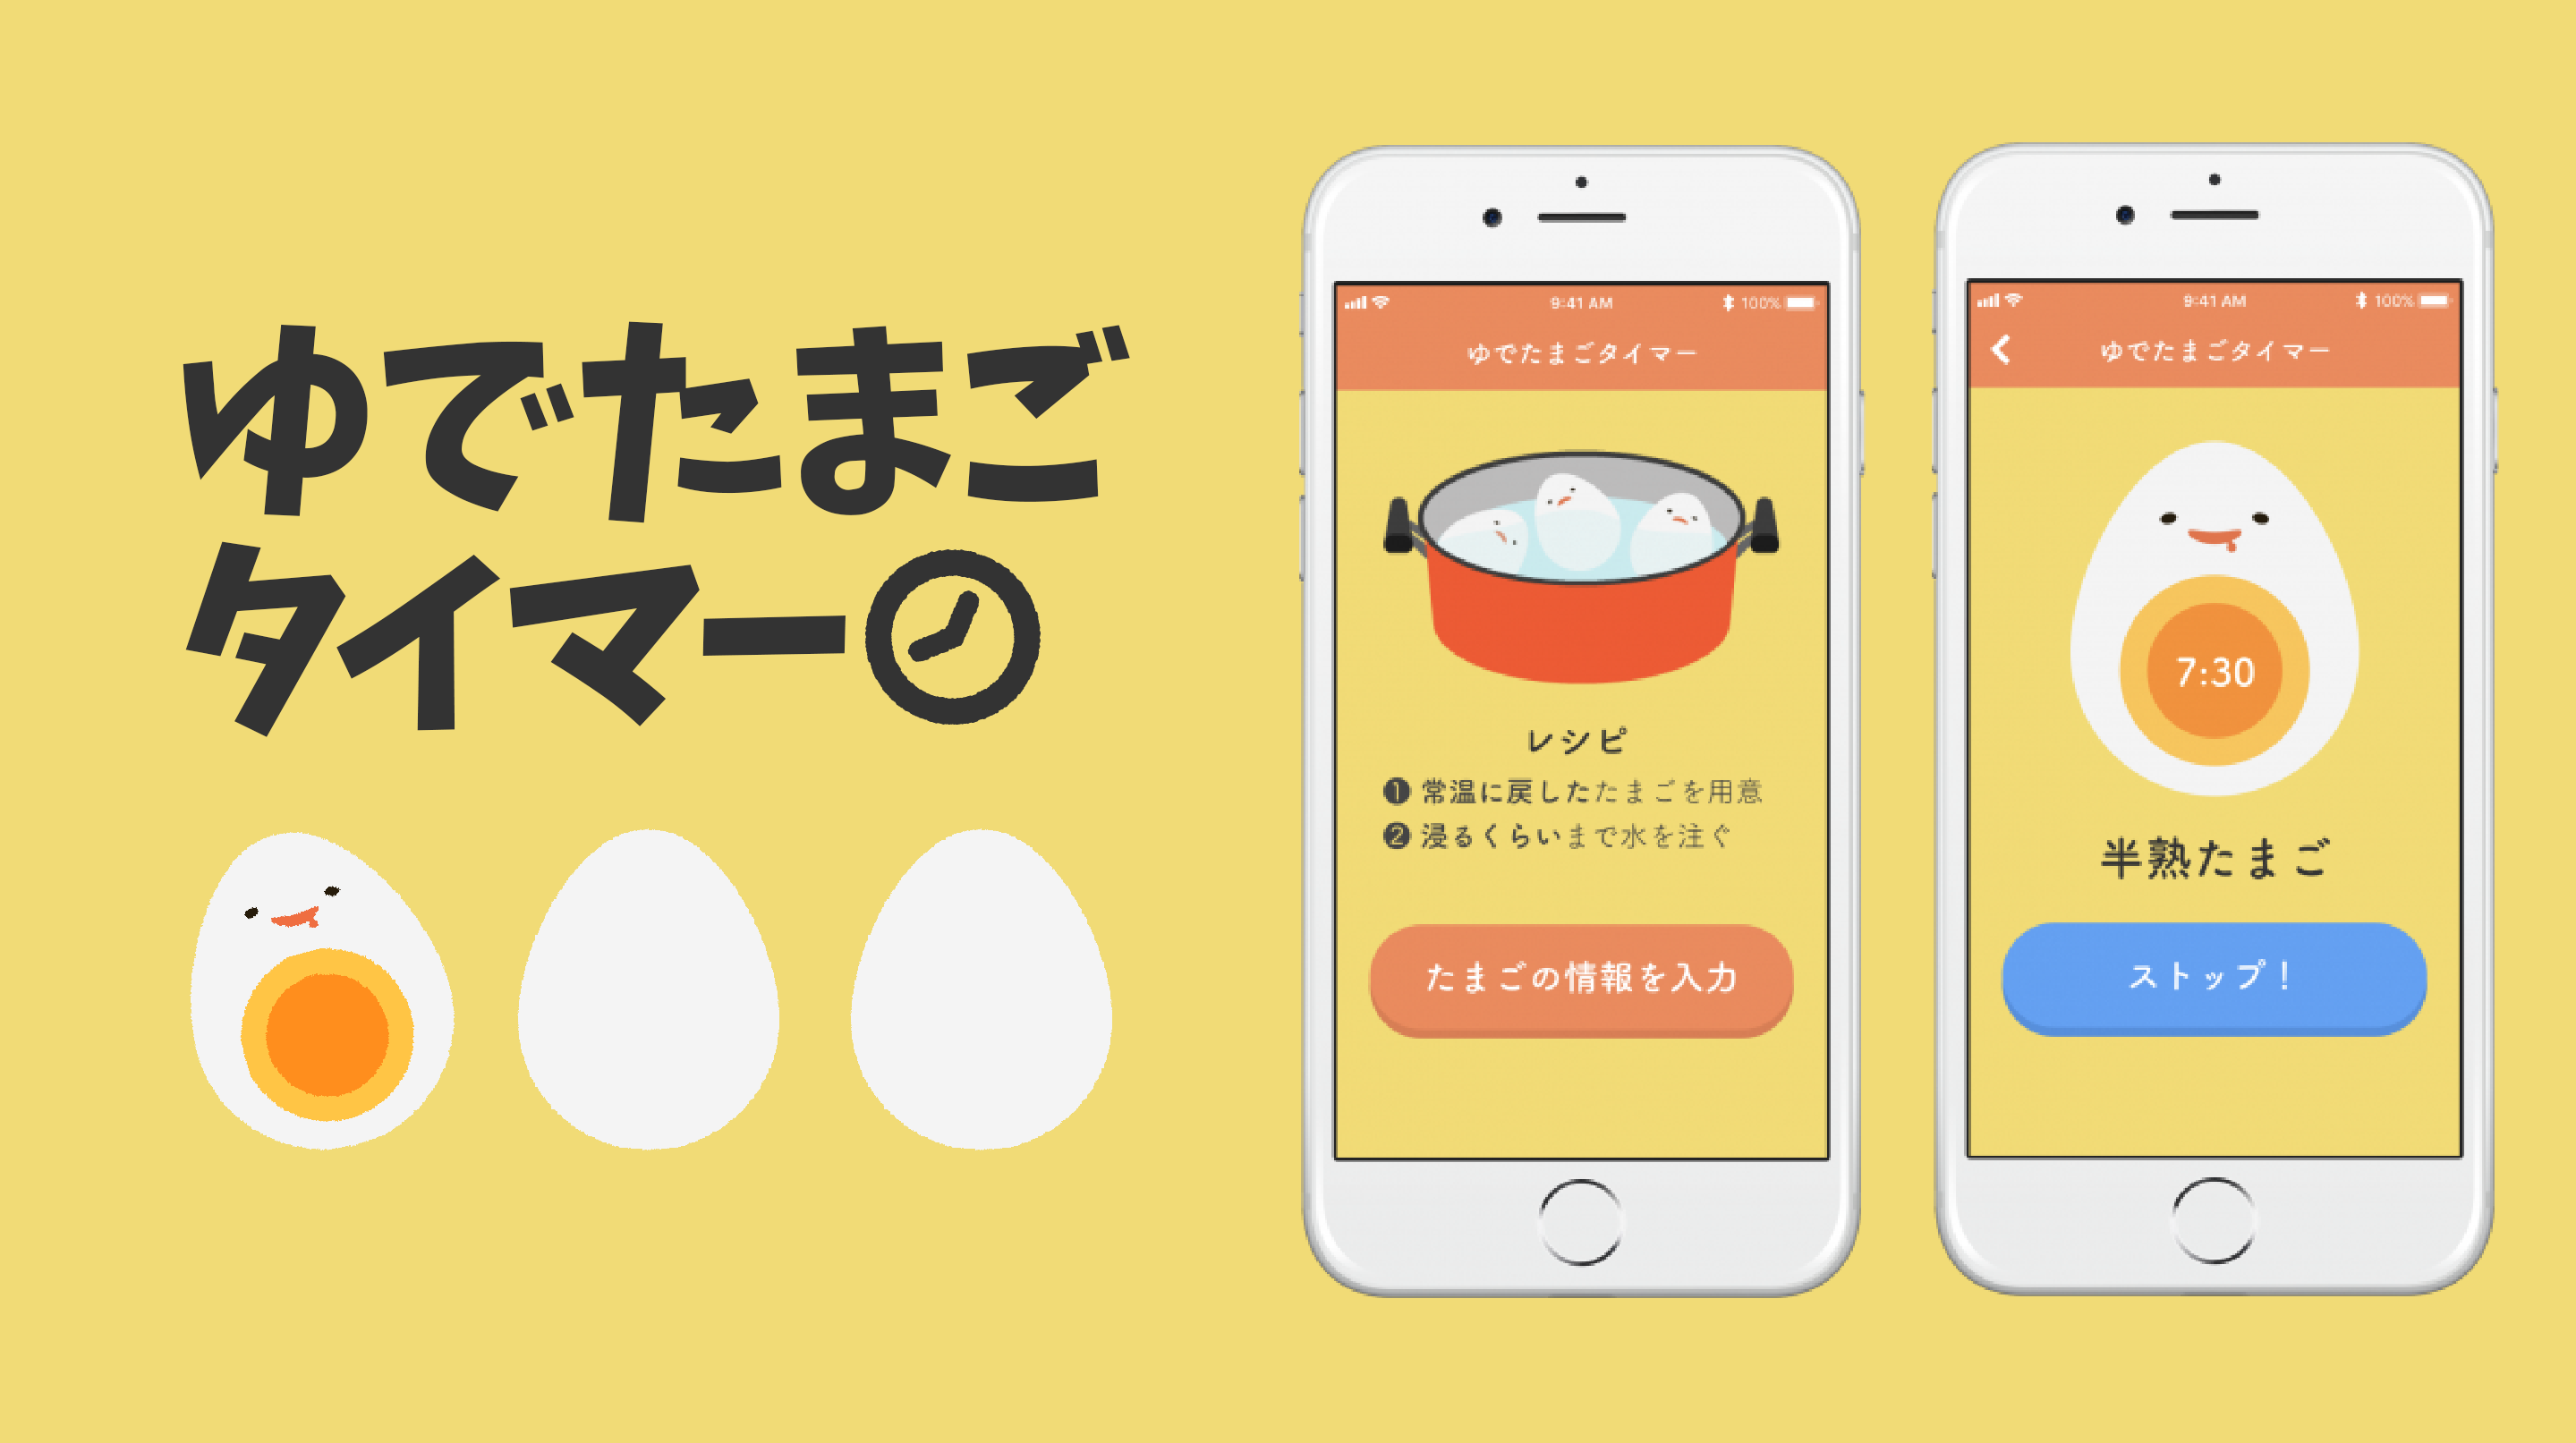 ゆでたまご
タイマー
9:41 AM
100%
ゆでたまごタイマー
レシピ
❶ 常温に戻したたまごを用意
❷ 浸るくらいまで水を注ぐ
たまごの情報を入力
9:41 AM
100%
ゆでたまごタイマー
7:30
半熟たまご
ストップ！